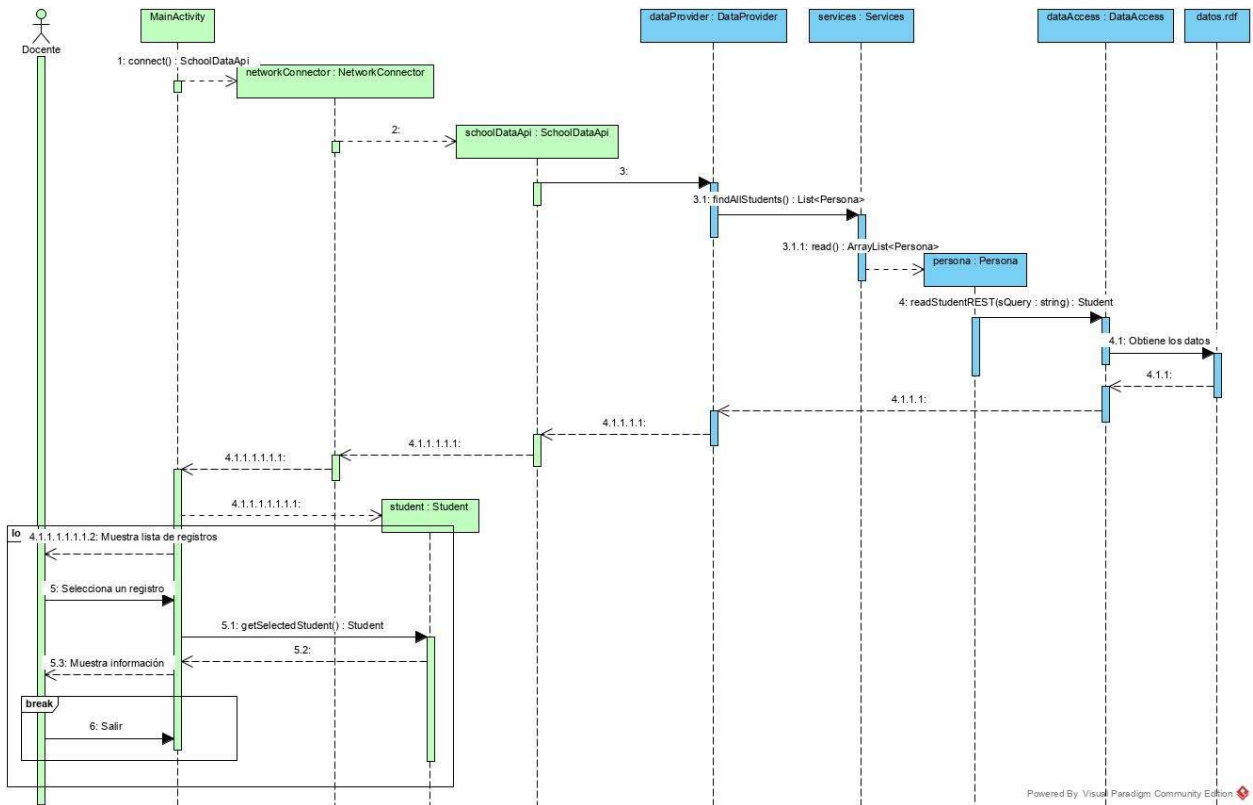 Docente
MainActivity
dataProvider : DataProvider
services : Services
dataAccess : DataAccess
datos.rdf
1: connect() : SchoolDataApi
networkConnector : NetworkConnector
2:
schoolDataApi : SchoolDataApi
3:
3.1: findAllStudents() : List<Persona>
3.1.1: read() : ArrayList<Persona>
persona : Persona
4: readStudentREST(sQuery : string) : Student
4.1: Obtiene los datos
4.1.1:
4.1.1.1:
4.1.1.1.1:
4.1.1.1.1.1:
4.1.1.1.1.1.1:
4.1.1.1.1.1.1.1:
student : Student
lo
4.1.1.1.1.1.1.2: Muestra lista de registros
5: Selecciona un registro
5.1: getSelectedStudent() : Student
5.2:
5.3: Muestra información
break
6: Salir
Powered By Visual Paradigm Community Edition